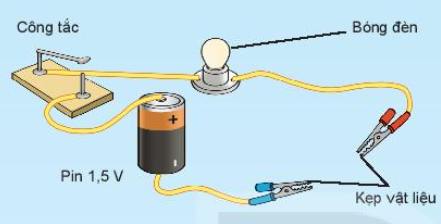 Công tắc
Bóng đèn
+
Pin 1,5 V
Kẹp vật liệu